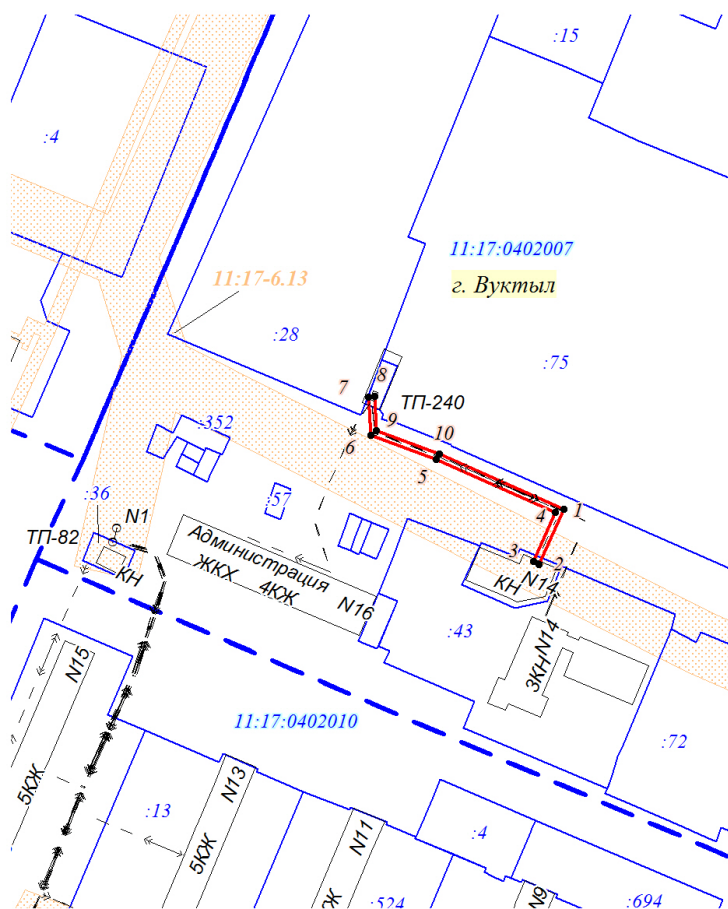 :15
:4
11:17:0402007
г. Вуктыл
11:17-6.13
:28
:75
7
8
ТП-240
9
6
10
5
:352
:36
N1
:57
1
4
ТП-82
КН
Администрация
ЖКХ 4КЖ
N16
3
2
КН
N14
:43
N14
3КН
N15
5КЖ
11:17:0402010
:72
:13
N13
5КЖ
N11
:4
КЖ
:524
N9
:694